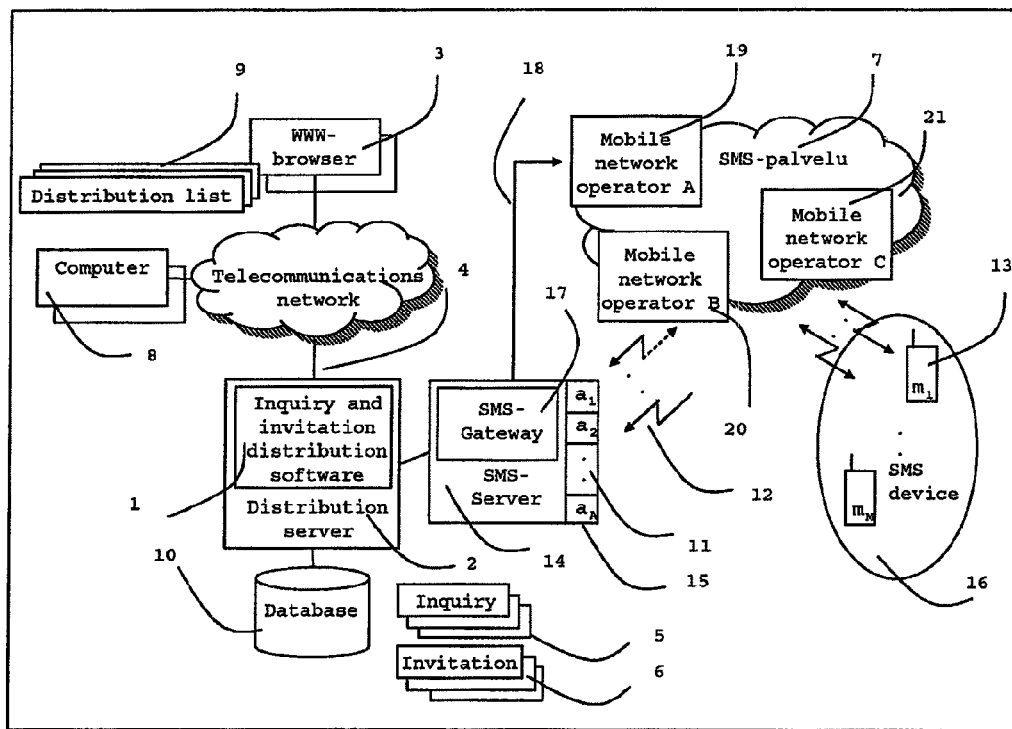 19
7
9
3
18
21
WWW-
browser
Mobile
network
operator A
SMS-palvelu
Distribution list
Mobile
network
operator C
Computer
Telecommunications
network
4
17
Mobile
network
operator B
13
8
Inquiry and
invitation
distribution
software
SMS-
Gateway
a1
a2
m1
20
SMS-
Server
SMS
device
12
1
Distribution
server
aA
mM
11
10
2
14
15
16
Database
Inquiry
5
Invitation
6